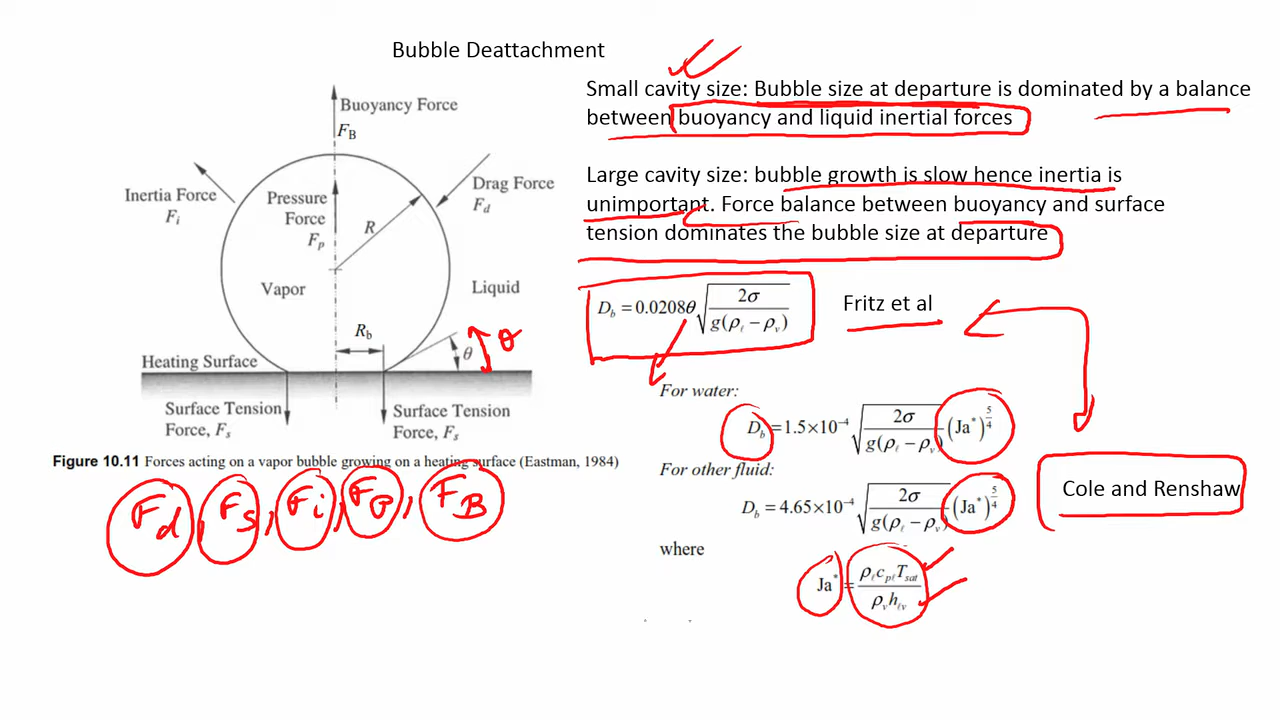 Bubble Deattachment
Small cavity size: Bubble size at departure is dominated by a balance
between buoyancy and liquid inertial forces
Large cavity size: bubble growth is slow hence inertia is
unimportant. Force balance between buoyancy and surface
tension dominates the bubble size at departure
Buoyancy Force
F_B
Inertia Force
F_i
Pressure
Force
F_p
Drag Force
F_d
R
Vapor
Liquid
R_b
θ
θ
Heating Surface
Surface Tension
Force, F_s
Surface Tension
Force, F_s
Figure 10.11 Forces acting on a vapor bubble growing on a heating surface (Eastman, 1984)
F_d, F_s, F_i, F_p, F_B
D_b = 0.0208θ √(2σ / g(ρ_ℓ − ρ_v))
Fritz et al
For water:
D_b = 1.5×10^-4 √(2σ / g(ρ_ℓ − ρ_v)) (Ja*)^(5/4)
For other fluid:
D_b = 4.65×10^-4 √(2σ / g(ρ_ℓ − ρ_v)) (Ja*)^(5/4)
Cole and Renshaw
where
Ja* = ρ_ℓ c_pℓ T_sat / ρ_v h_ℓv